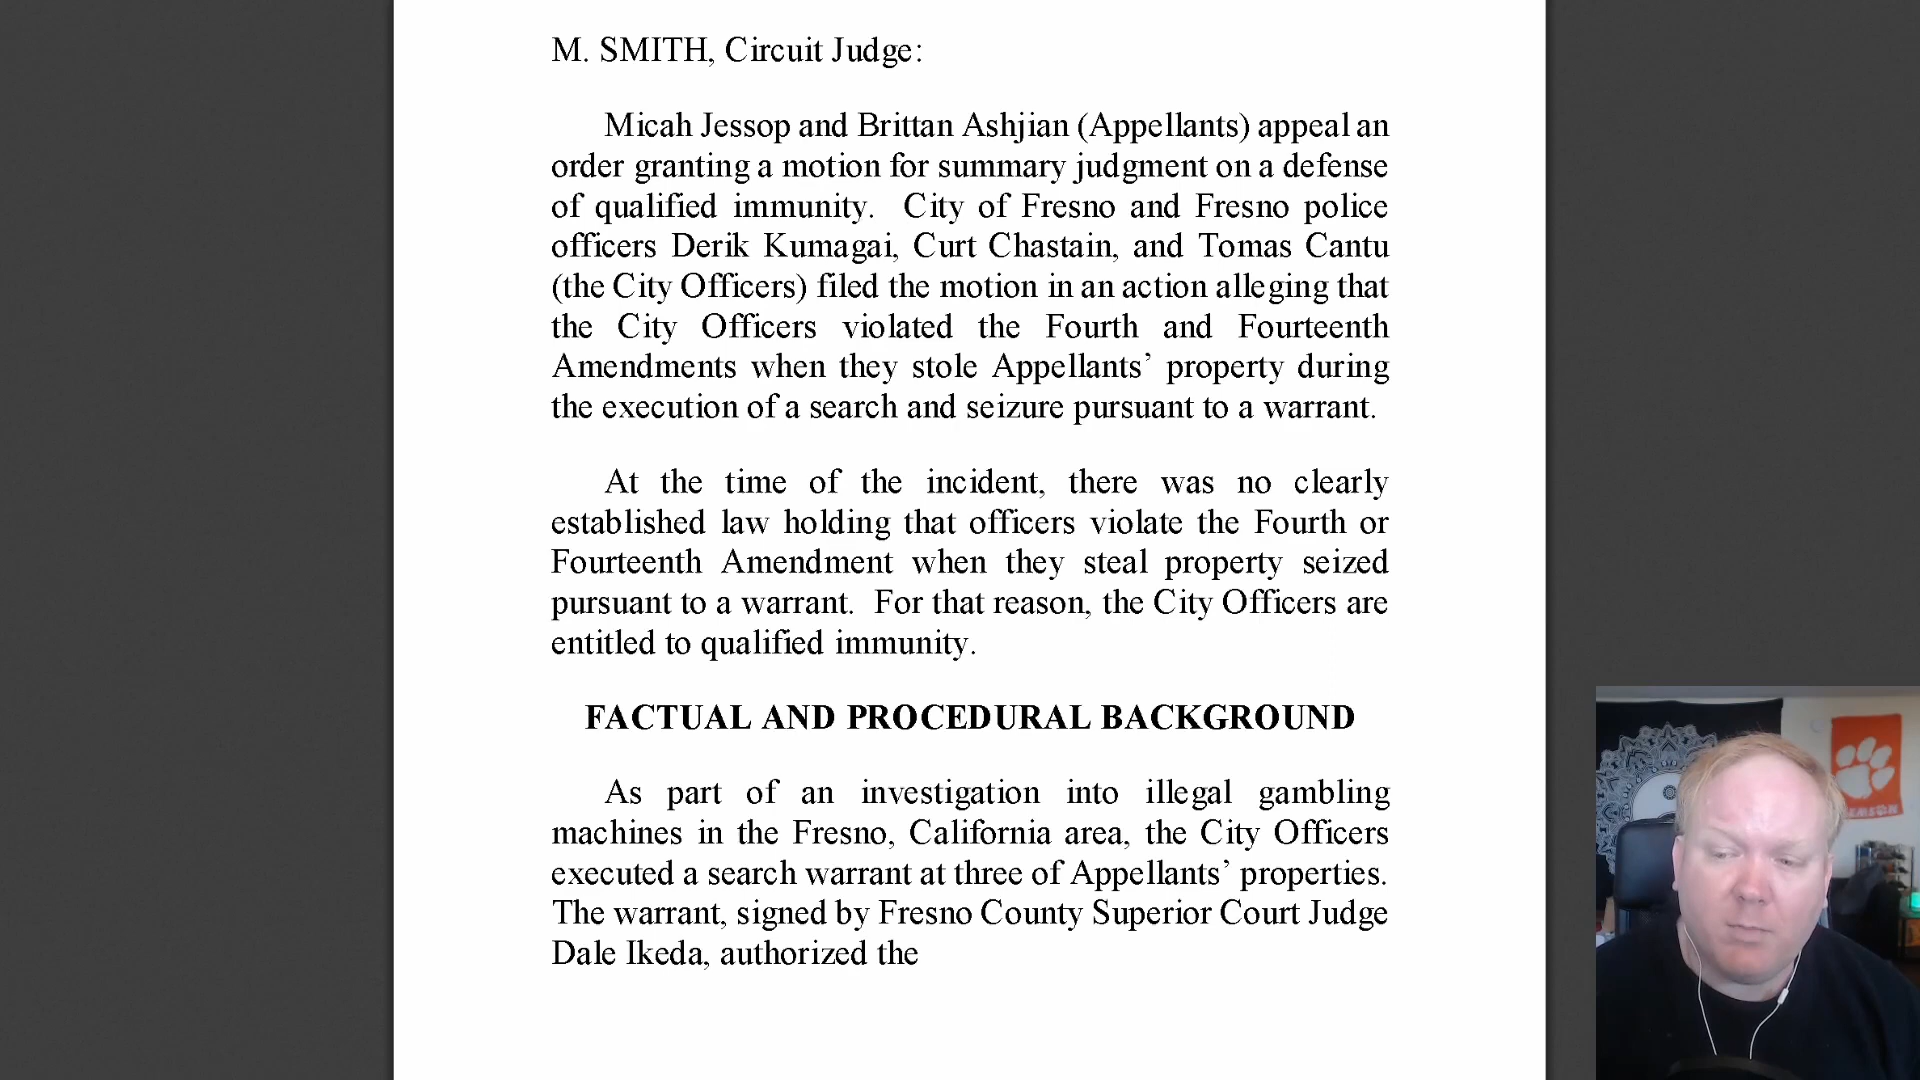 M. SMITH, Circuit Judge:
Micah Jessop and Brittan Ashjian (Appellants) appeal an
order granting a motion for summary judgment on a defense
of qualified immunity. City of Fresno and Fresno police
officers Derik Kumagai, Curt Chastain, and Tomas Cantu
(the City Officers) filed the motion in an action alleging that
the City Officers violated the Fourth and Fourteenth
Amendments when they stole Appellants’ property during
the execution of a search and seizure pursuant to a warrant.
At the time of the incident, there was no clearly
established law holding that officers violate the Fourth or
Fourteenth Amendment when they steal property seized
pursuant to a warrant. For that reason, the City Officers are
entitled to qualified immunity.
FACTUAL AND PROCEDURAL BACKGROUND
As part of an investigation into illegal gambling
machines in the Fresno, California area, the City Officers
executed a search warrant at three of Appellants’ properties.
The warrant, signed by Fresno County Superior Court Judge
Dale Ikeda, authorized the